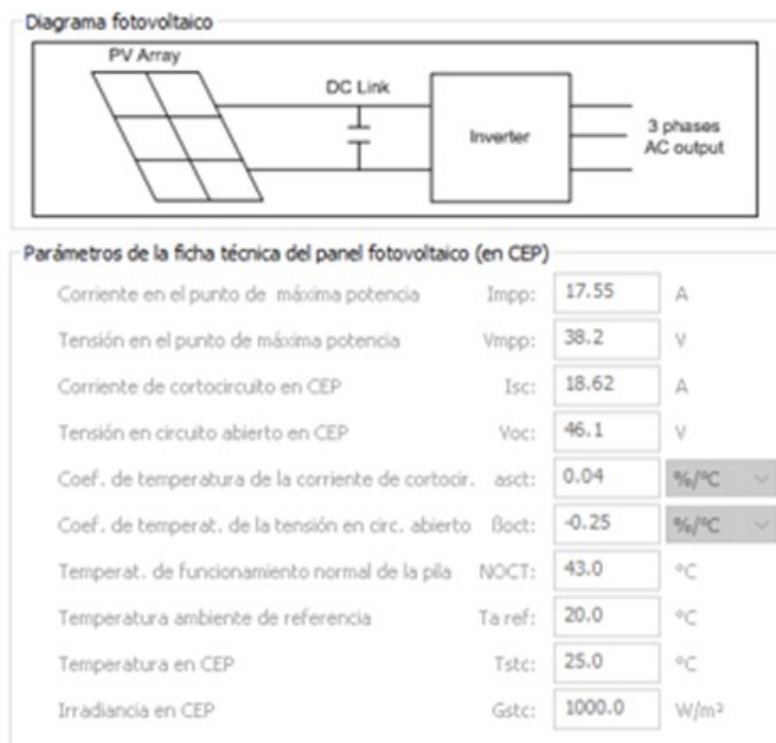 Diagrama fotovoltaico
PV Array
DC Link
Inverter
3 phases
AC output
Parámetros de la ficha técnica del panel fotovoltaico (en CEP)
Corriente en el punto de máxima potencia Impp: 17.55 A
Tensión en el punto de máxima potencia Vmpp: 38.2 V
Corriente de cortocircuito en CEP Isc: 18.62 A
Tensión en circuito abierto en CEP Voc: 46.1 V
Coef. de temperatura de la corriente de cortocir. αsct: 0.04 %/ºC
Coef. de temperat. de la tensión en circ. abierto βoct: -0.25 %/ºC
Temperat. de funcionamiento normal de la pila NOCT: 43.0 ºC
Temperatura ambiente de referencia Ta ref: 20.0 ºC
Temperatura en CEP Tstc: 25.0 ºC
Irradiancia en CEP Gstc: 1000.0 W/m²